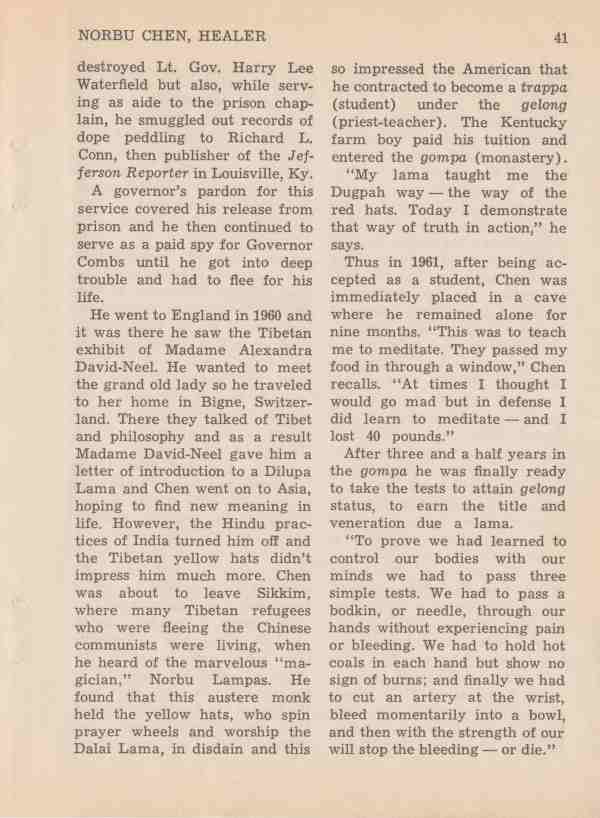 NORBU CHEN, HEALER
41
destroyed Lt. Gov. Harry Lee
Waterfield but also, while serv-
ing as aide to the prison chap-
lain, he smuggled out records of
dope peddling to Richard L.
Conn, then publisher of the Jef-
ferson Reporter in Louisville, Ky.
A governor's pardon for this
service covered his release from
prison and he then continued to
serve as a paid spy for Governor
Combs until he got into deep
trouble and had to flee for his
life.
He went to England in 1960 and
it was there he saw the Tibetan
exhibit of Madame Alexandra
David-Neel. He wanted to meet
the grand old lady so he traveled
to her home in Bigne, Switzer-
land. There they talked of Tibet
and philosophy and as a result
Madame David-Neel gave him a
letter of introduction to a Dilupa
Lama and Chen went on to Asia,
hoping to find new meaning in
life. However, the Hindu prac-
tices of India turned him off and
the Tibetan yellow hats didn't
impress him much more. Chen
was about to leave Sikkim,
where many Tibetan refugees
who were fleeing the Chinese
communists were living, when
he heard of the marvelous "ma-
gician," Norbu Lampas. He
found that this austere monk
held the yellow hats, who spin
prayer wheels and worship the
Dalai Lama, in disdain and this
so impressed the American that
he contracted to become a trappa
(student) under the gelong
(priest-teacher). The Kentucky
farm boy paid his tuition and
entered the gompa (monastery).
"My lama taught me the
Dugpah way — the way of the
red hats. Today I demonstrate
that way of truth in action," he
says.
Thus in 1961, after being ac-
cepted as a student, Chen was
immediately placed in a cave
where he remained alone for
nine months. "This was to teach
me to meditate. They passed my
food in through a window," Chen
recalls. "At times I thought I
would go mad but in defense I
did learn to meditate — and I
lost 40 pounds."
After three and a half years in
the gompa he was finally ready
to take the tests to attain gelong
status, to earn the title and
veneration due a lama.
"To prove we had learned to
control our bodies with our
minds we had to pass three
simple tests. We had to pass a
bodkin, or needle, through our
hands without experiencing pain
or bleeding. We had to hold hot
coals in each hand but show no
sign of burns; and finally we had
to cut an artery at the wrist,
bleed momentarily into a bowl,
and then with the strength of our
will stop the bleeding — or die."